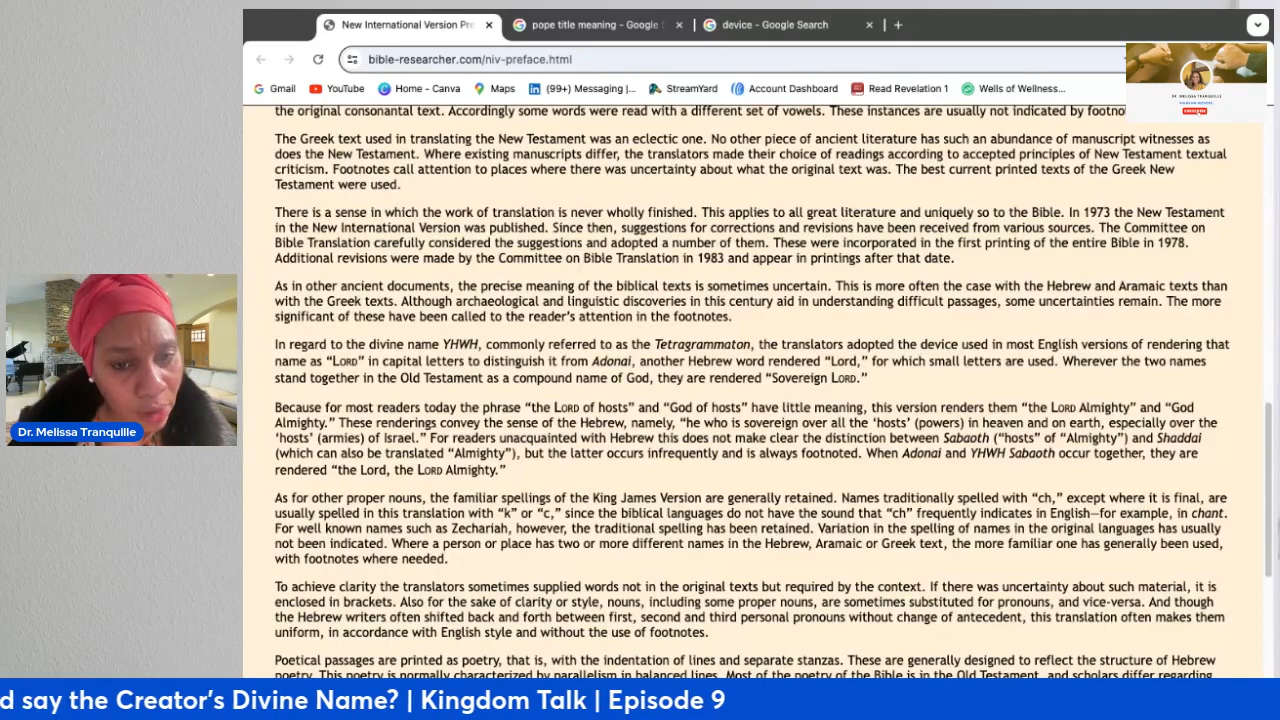 New International Version Pre
pope title meaning - Google S
device - Google Search
bible-researcher.com/niv-preface.html
Gmail
YouTube
Home - Canva
Maps
(99+) Messaging |...
StreamYard
Account Dashboard
Read Revelation 1
Wells of Wellness...
DR. MELISSA TRANQUILLE
the original consonantal text. Accordingly some words were read with a different set of vowels. These instances are usually not indicated by footno
The Greek text used in translating the New Testament was an eclectic one. No other piece of ancient literature has such an abundance of manuscript witnesses as
does the New Testament. Where existing manuscripts differ, the translators made their choice of readings according to accepted principles of New Testament textual
criticism. Footnotes call attention to places where there was uncertainty about what the original text was. The best current printed texts of the Greek New
Testament were used.
There is a sense in which the work of translation is never wholly finished. This applies to all great literature and uniquely so to the Bible. In 1973 the New Testament
in the New International Version was published. Since then, suggestions for corrections and revisions have been received from various sources. The Committee on
Bible Translation carefully considered the suggestions and adopted a number of them. These were incorporated in the first printing of the entire Bible in 1978.
Additional revisions were made by the Committee on Bible Translation in 1983 and appear in printings after that date.
As in other ancient documents, the precise meaning of the biblical texts is sometimes uncertain. This is more often the case with the Hebrew and Aramaic texts than
with the Greek texts. Although archaeological and linguistic discoveries in this century aid in understanding difficult passages, some uncertainties remain. The more
significant of these have been called to the reader's attention in the footnotes.
In regard to the divine name YHWH, commonly referred to as the Tetragrammaton, the translators adopted the device used in most English versions of rendering that
name as “LORD” in capital letters to distinguish it from Adonai, another Hebrew word rendered “Lord,” for which small letters are used. Wherever the two names
stand together in the Old Testament as a compound name of God, they are rendered “Sovereign LORD.”
Because for most readers today the phrase “the LORD of hosts” and “God of hosts” have little meaning, this version renders them “the LORD Almighty” and “God
Almighty.” These renderings convey the sense of the Hebrew, namely, “he who is sovereign over all the ‘hosts’ (powers) in heaven and on earth, especially over the
‘hosts’ (armies) of Israel.” For readers unacquainted with Hebrew this does not make clear the distinction between Sabaoth (“hosts” of “Almighty”) and Shaddai
(which can also be translated “Almighty”), but the latter occurs infrequently and is always footnoted. When Adonai and YHWH Sabaoth occur together, they are
rendered “the Lord, the LORD Almighty.”
As for other proper nouns, the familiar spellings of the King James Version are generally retained. Names traditionally spelled with “ch,” except where it is final, are
usually spelled in this translation with “k” or “c,” since the biblical languages do not have the sound that “ch” frequently indicates in English—for example, in chant.
For well known names such as Zechariah, however, the traditional spelling has been retained. Variation in the spelling of names in the original languages has usually
not been indicated. Where a person or place has two or more different names in the Hebrew, Aramaic or Greek text, the more familiar one has generally been used,
with footnotes where needed.
To achieve clarity the translators sometimes supplied words not in the original texts but required by the context. If there was uncertainty about such material, it is
enclosed in brackets. Also for the sake of clarity or style, nouns, including some proper nouns, are sometimes substituted for pronouns, and vice-versa. And though
the Hebrew writers often shifted back and forth between first, second and third personal pronouns without change of antecedent, this translation often makes them
uniform, in accordance with English style and without the use of footnotes.
Poetical passages are printed as poetry, that is, with the indentation of lines and separate stanzas. These are generally designed to reflect the structure of Hebrew
poetry. This poetry is normally characterized by parallelism in balanced lines. Most of the poetry of the Bible is in the Old Testament, and scholars differ regarding
Dr. Melissa Tranquille
d say the Creator's Divine Name? | Kingdom Talk | Episode 9